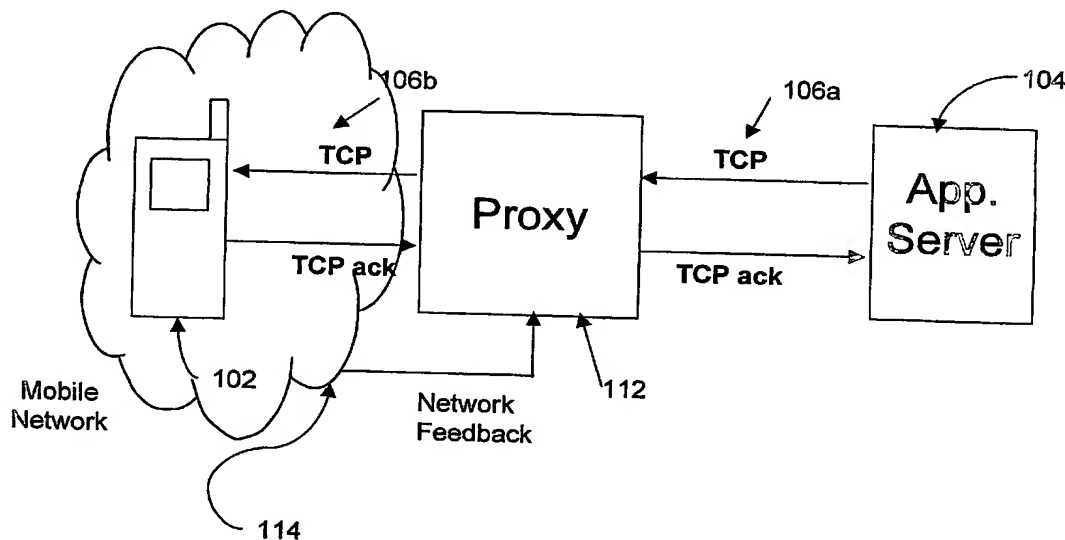 106b
106a
104
TCP
TCP
App.
Server
Proxy
TCP ack
TCP ack
102
112
Mobile
Network
Network
Feedback
114